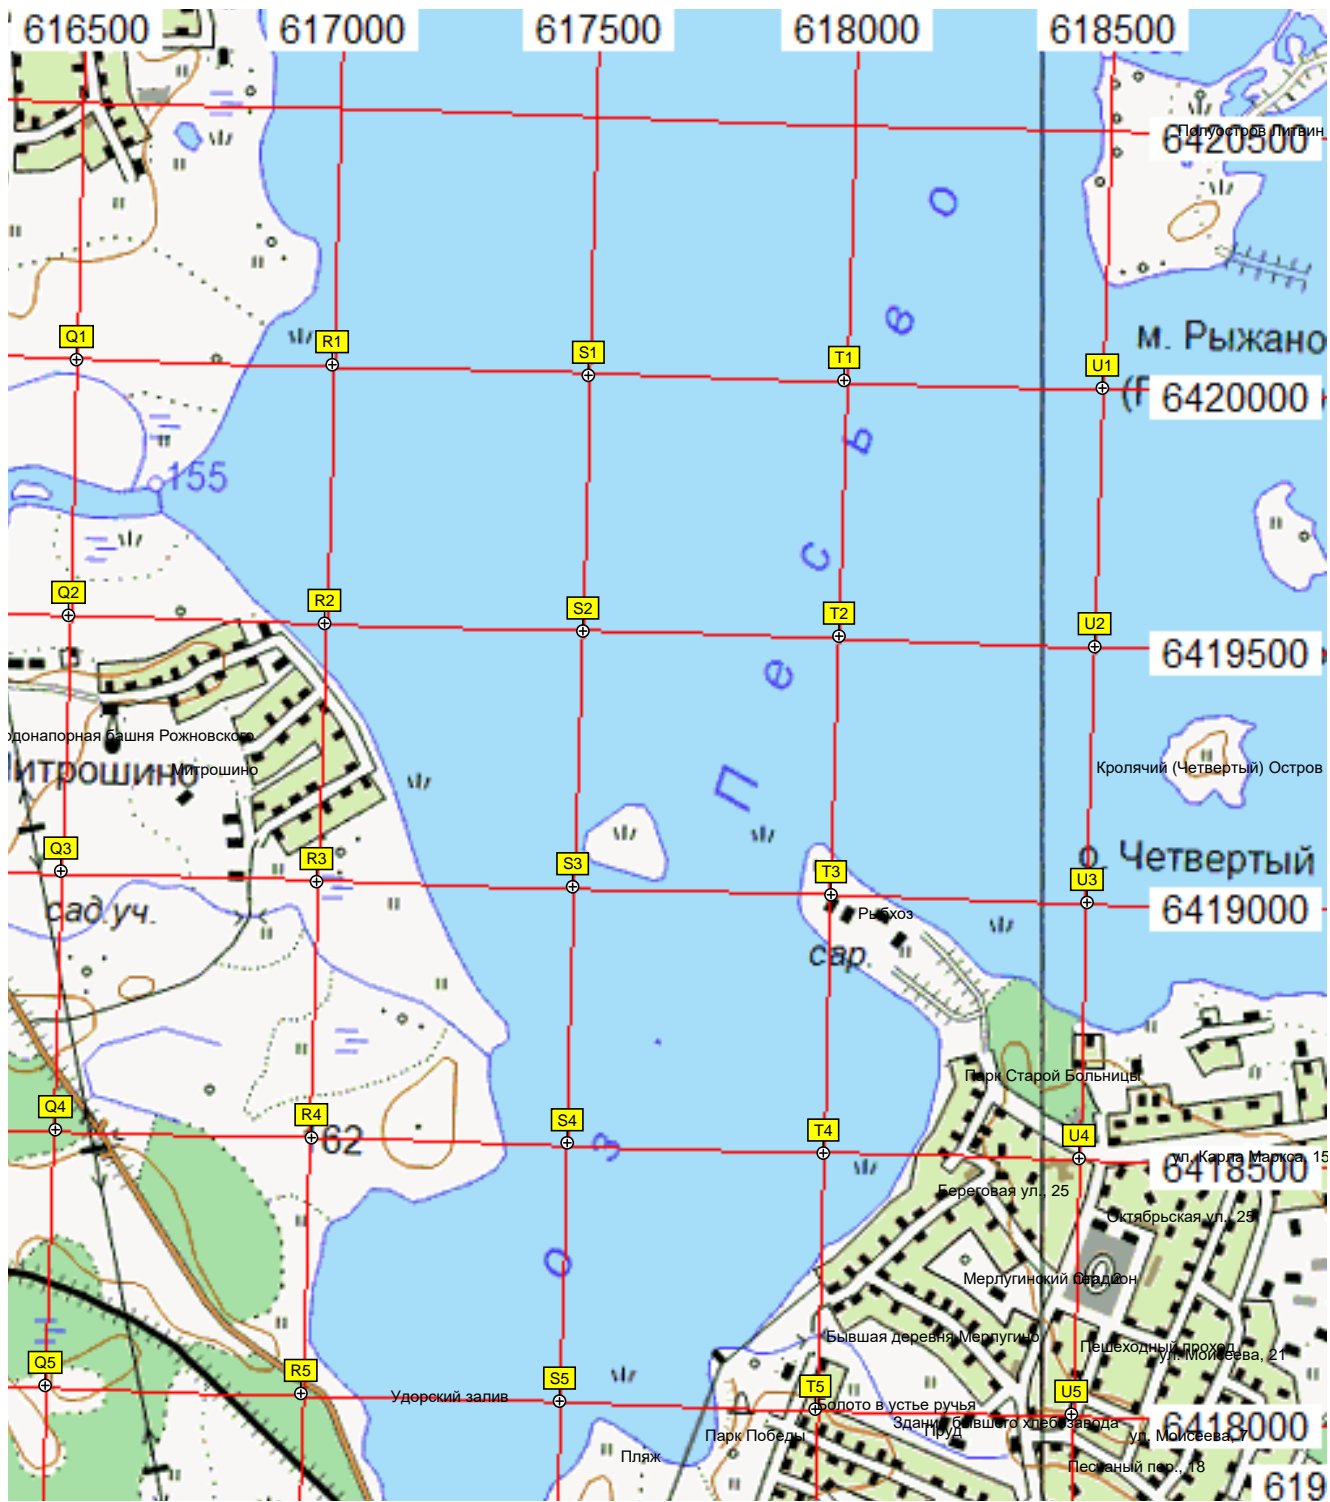 616500 617000 617500 618000 618500
Полуостров Литвин
6420500
о
в
м. Рыжано
Q1 R1 S1 T1 U1
6420000
ь
155
с
Q2 R2 S2 T2 U2
6419500
е
одонапорная башня Рожновского
итрошино
Митрошино
Кролячий (Четвертый) Остров
П
о. Четвертый
Q3 R3 S3 T3 U3
6419000
сад.уч.
Рыбхоз
сар.
Парк Старой Больницы
Q4 R4 S4 T4 U4
162
з
ул. Карла Маркса, 15
6418500
Береговая ул., 25
Октябрьская ул., 25
о
Мерлугинский
Стадион
Бывшая деревня Мерлугино
Пешеходный проход
ул. Моисеева, 21
Q5 R5 S5 T5 U5
Удорский залив
Болото в устье ручья
Здание бывшего хлебозавода
Пруд
6418000
ул. Моисеева, 7
Парк Победы
Пляж
Песчаный пер., 18
619